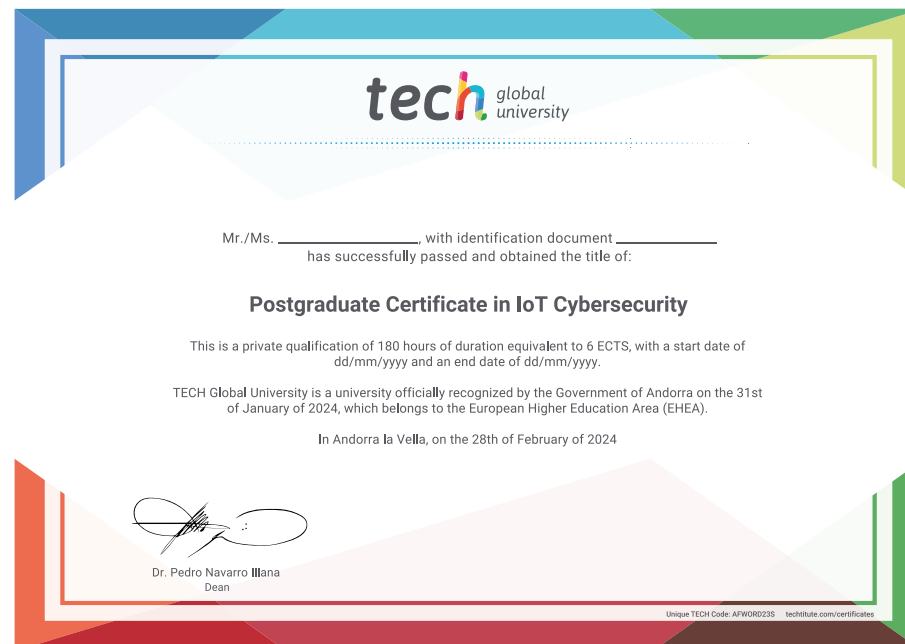 tech global university
Mr./Ms. ____________, with identification document ____________
has successfully passed and obtained the title of:
Postgraduate Certificate in IoT Cybersecurity
This is a private qualification of 180 hours of duration equivalent to 6 ECTS, with a start date of
dd/mm/yyyy and an end date of dd/mm/yyyy.
TECH Global University is a university officially recognized by the Government of Andorra on the 31st
of January of 2024, which belongs to the European Higher Education Area (EHEA).
In Andorra la Vella, on the 28th of February of 2024
Dr. Pedro Navarro Illana
Dean
Unique TECH Code: AFWORD23S techtitute.com/certificates